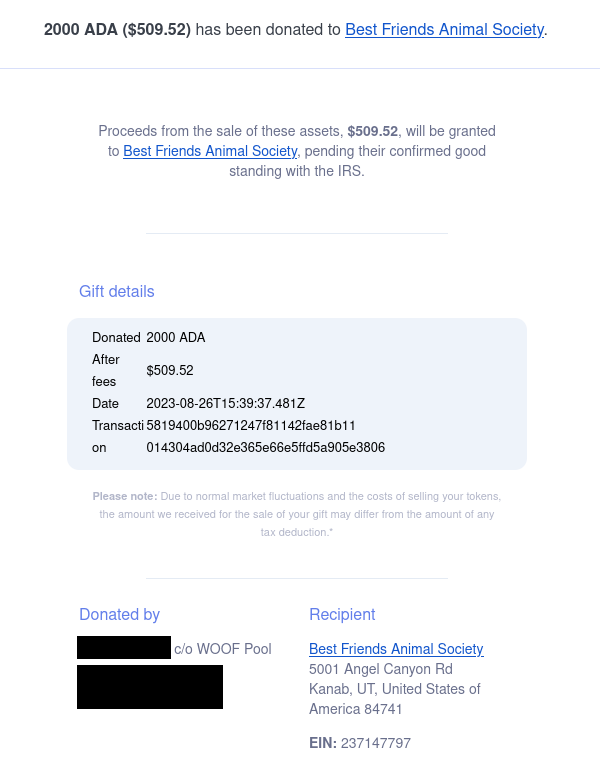 2000 ADA ($509.52) has been donated to Best Friends Animal Society.
Proceeds from the sale of these assets, $509.52, will be granted
to Best Friends Animal Society, pending their confirmed good
standing with the IRS.
Gift details
Donated 2000 ADA
After
fees
$509.52
Date 2023-08-26T15:39:37.481Z
Transacti 5819400b96271247f81142fae81b11
on 014304ad0d32e365e66e5ffd5a905e3806
Please note: Due to normal market fluctuations and the costs of selling your tokens,
the amount we received for the sale of your gift may differ from the amount of any
tax deduction.*
Donated by
c/o WOOF Pool
Recipient
Best Friends Animal Society
5001 Angel Canyon Rd
Kanab, UT, United States of
America 84741
EIN: 237147797